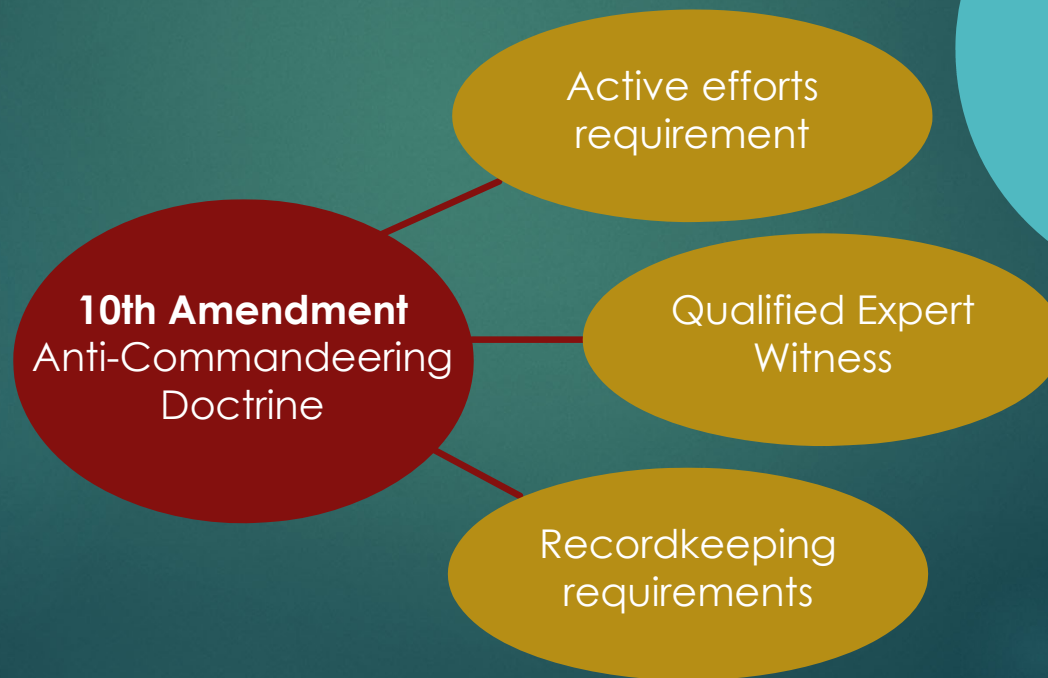 Active efforts
requirement
10th Amendment
Anti-Commandeering
Doctrine
Qualified Expert
Witness
Recordkeeping
requirements